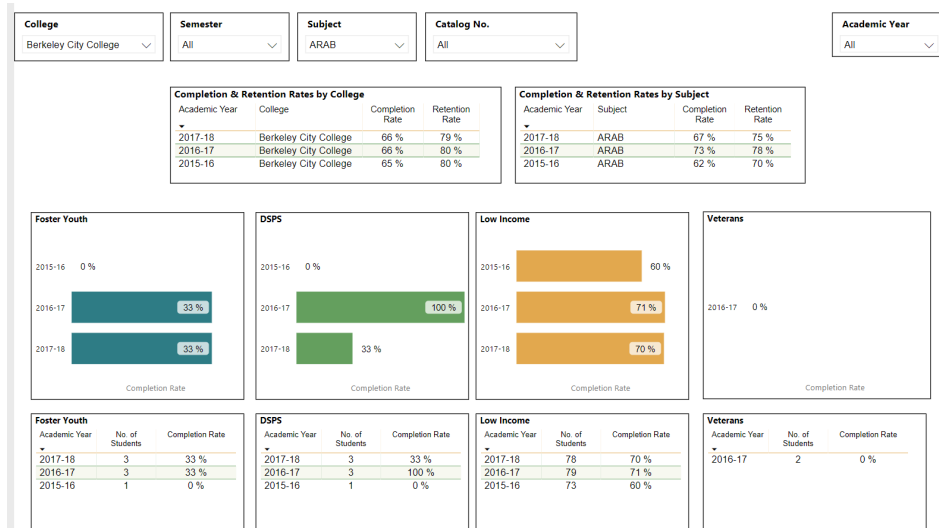 College
Berkeley City College
Semester
All
Subject
ARAB
Catalog No.
All
Academic Year
All
Completion & Retention Rates by College
Academic Year College Completion Rate Retention Rate
2017-18 Berkeley City College 66 % 79 %
2016-17 Berkeley City College 66 % 80 %
2015-16 Berkeley City College 65 % 80 %
Completion & Retention Rates by Subject
Academic Year Subject Completion Rate Retention Rate
2017-18 ARAB 67 % 75 %
2016-17 ARAB 73 % 78 %
2015-16 ARAB 62 % 70 %
Foster Youth
2015-16 0 %
2016-17 33 %
2017-18 33 %
Completion Rate
DSPS
2015-16 0 %
2016-17 100 %
2017-18 33 %
Completion Rate
Low Income
2015-16 60 %
2016-17 71 %
2017-18 70 %
Completion Rate
Veterans
2016-17 0 %
Completion Rate
Foster Youth
Academic Year No. of Students Completion Rate
2017-18 3 33 %
2016-17 3 33 %
2015-16 1 0 %
DSPS
Academic Year No. of Students Completion Rate
2017-18 3 33 %
2016-17 3 100 %
2015-16 1 0 %
Low Income
Academic Year No. of Students Completion Rate
2017-18 78 70 %
2016-17 79 71 %
2015-16 73 60 %
Veterans
Academic Year No. of Students Completion Rate
2016-17 2 0 %